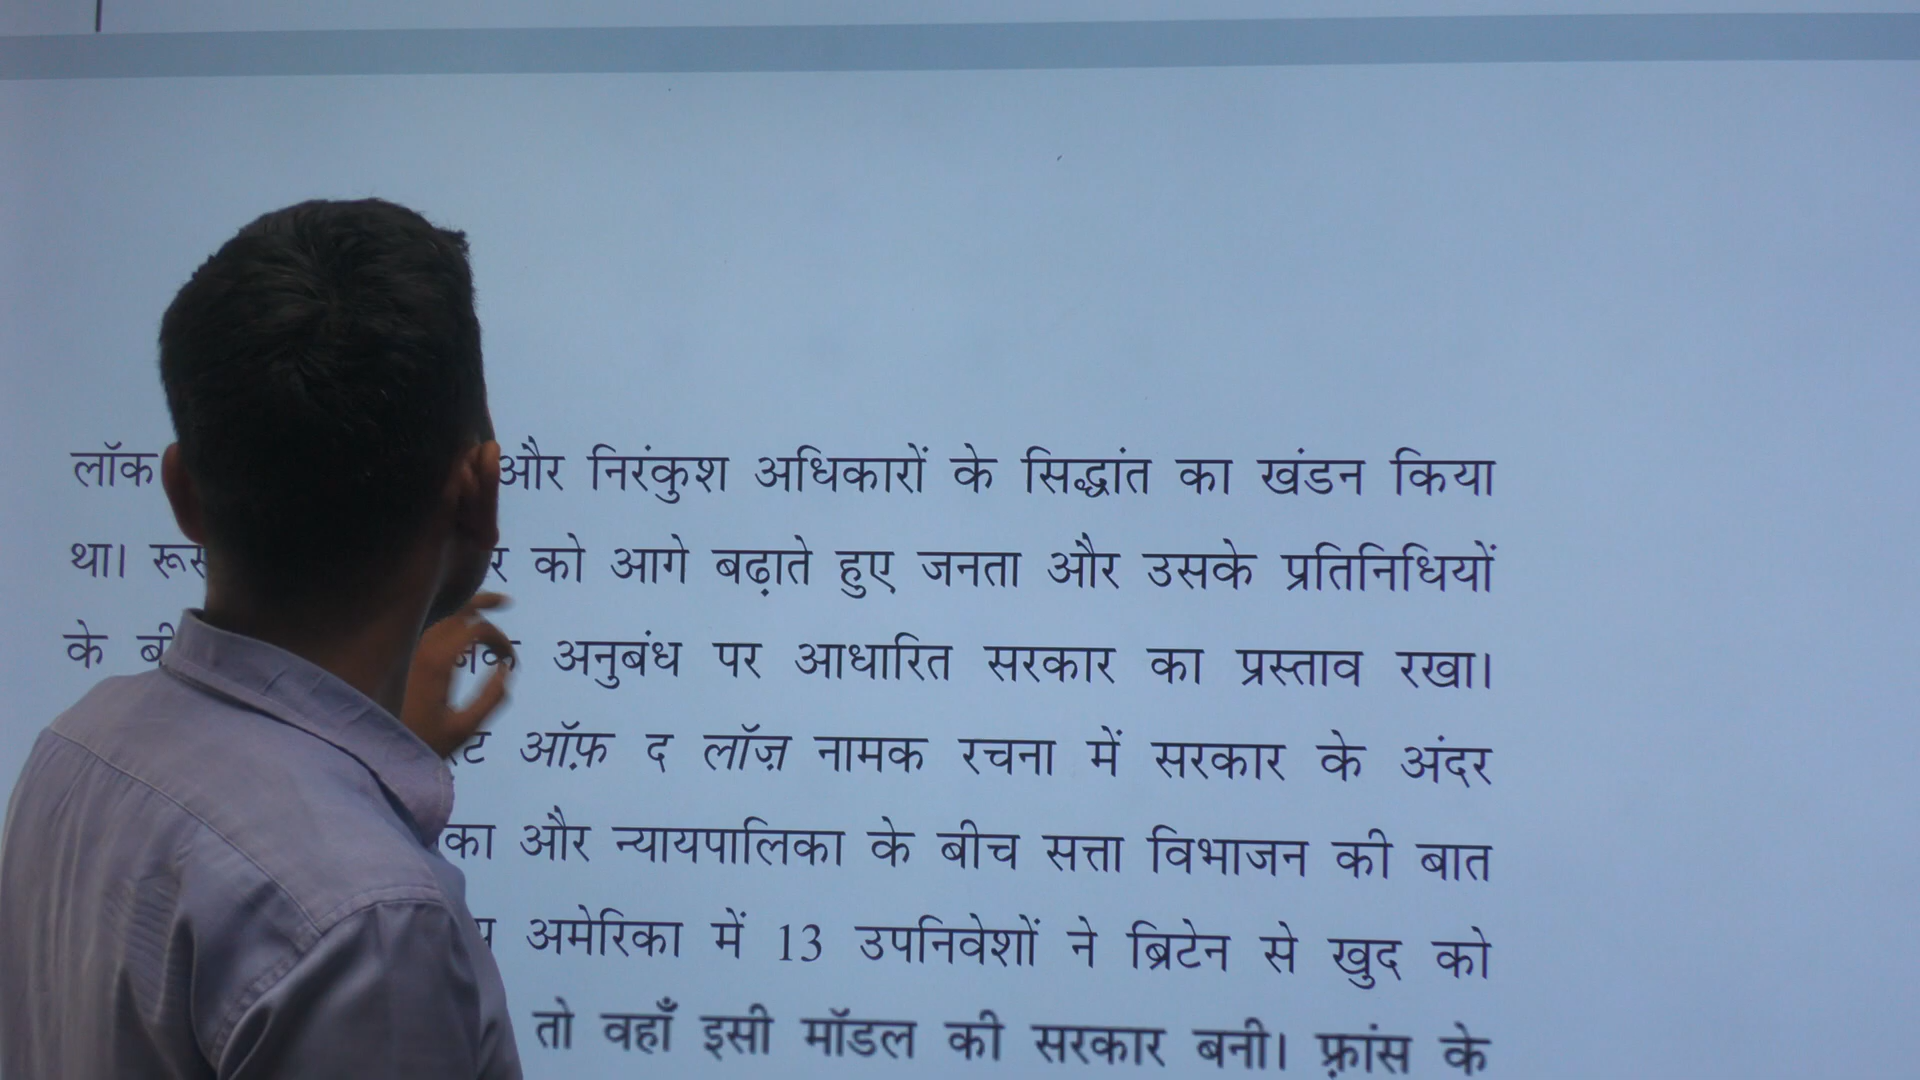 लॉक और निरंकुश अधिकारों के सिद्धांत का खंडन किया
था। को आगे बढ़ाते हुए जनता और उसके प्रतिनिधियों
के अनुबंध पर आधारित सरकार का प्रस्ताव रखा।
ऑफ़ द लॉज़ नामक रचना में सरकार के अंदर
और न्यायपालिका के बीच सत्ता विभाजन की बात
अमेरिका में 13 उपनिवेशों ने ब्रिटेन से खुद को
तो वहाँ इसी मॉडल की सरकार बनी। फ़्रांस के